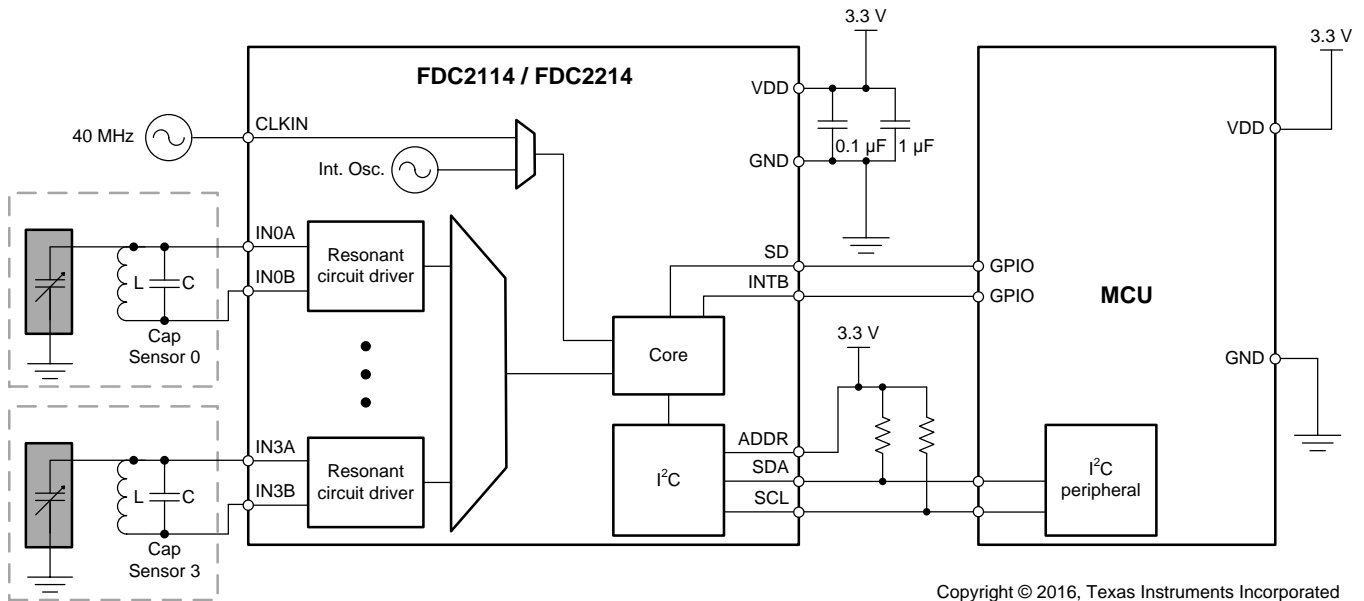 3.3 V
3.3 V
FDC2114 / FDC2214
VDD
40 MHz
CLKIN
0.1 µF
1 µF
VDD
GND
Int. Osc.
IN0A
Resonant
circuit driver
IN0B
L
C
Cap
Sensor 0
SD
GPIO
INTB
GPIO
MCU
3.3 V
Core
GND
IN3A
Resonant
circuit driver
IN3B
L
C
Cap
Sensor 3
ADDR
I²C
SDA
SCL
I²C
peripheral
Copyright © 2016, Texas Instruments Incorporated